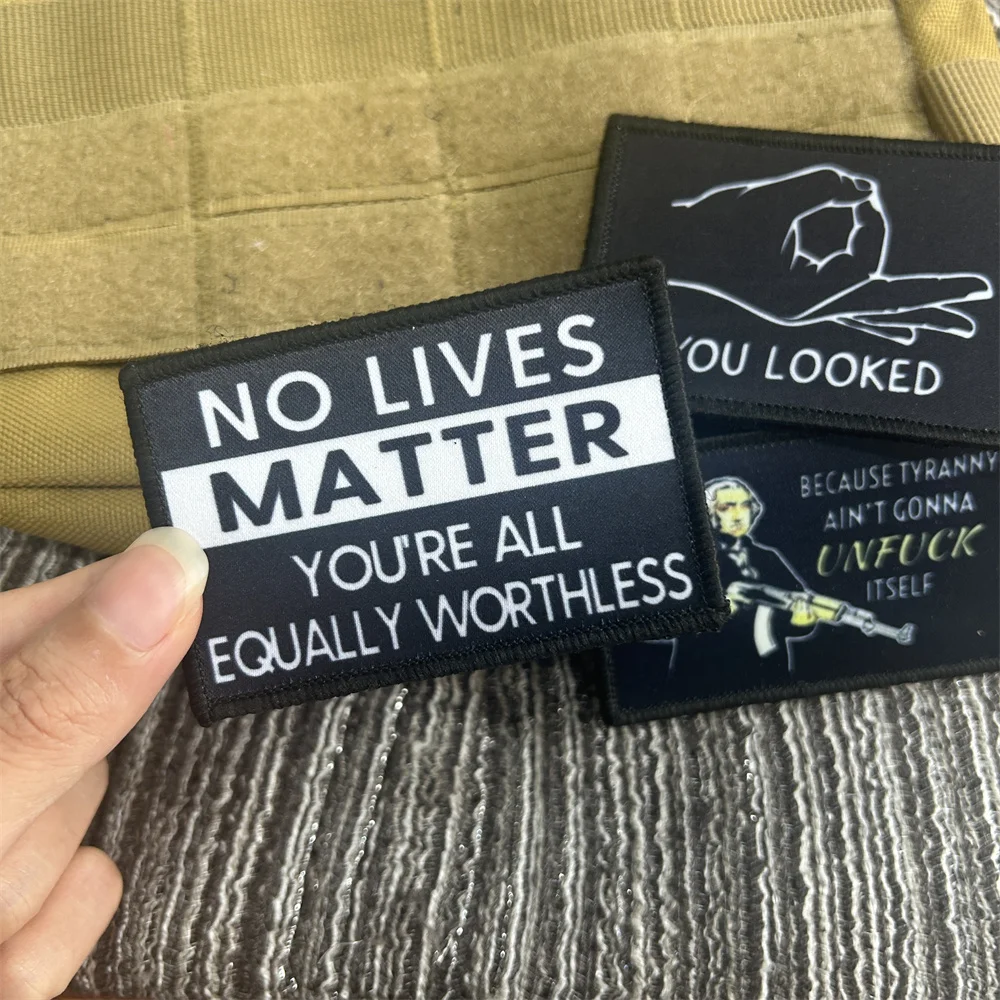 NO LIVES
MATTER
YOU'RE ALL
EQUALLY WORTHLESS
YOU LOOKED
BECAUSE TYRANNY
AIN'T GONNA
UNFUCK
ITSELF